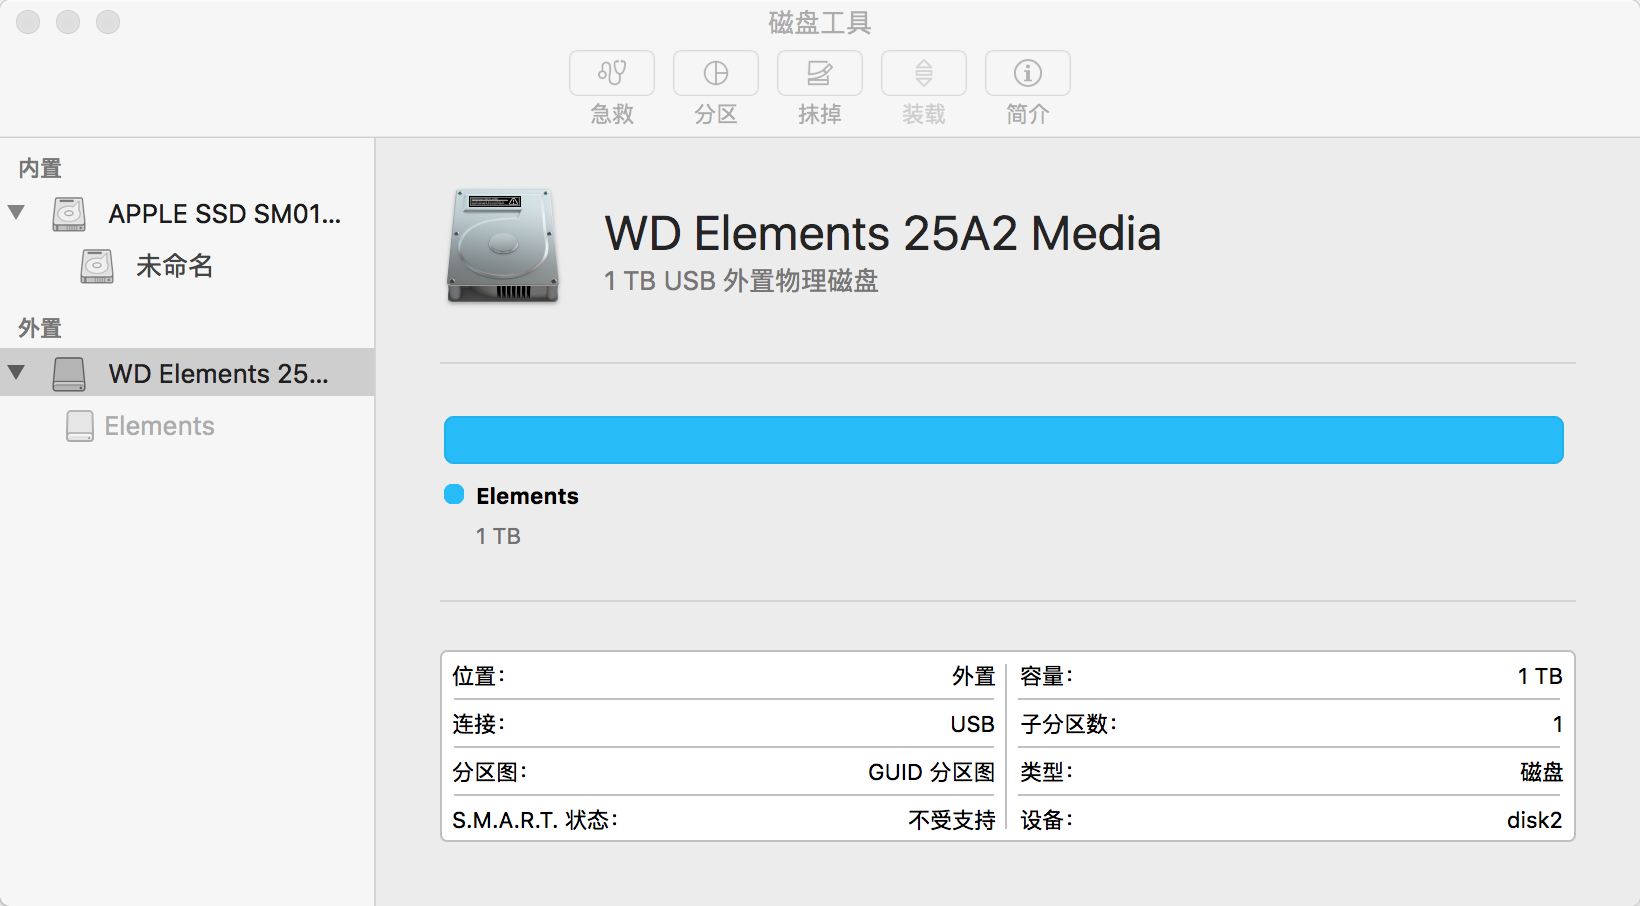 磁盘工具
急救 分区 抹掉 装载 简介
内置
APPLE SSD SM01...
未命名
外置
WD Elements 25...
Elements
WD Elements 25A2 Media
1 TB USB 外置物理磁盘
Elements
1 TB
位置： 外置 容量： 1 TB
连接： USB 子分区数： 1
分区图： GUID 分区图 类型： 磁盘
S.M.A.R.T. 状态： 不受支持 设备： disk2